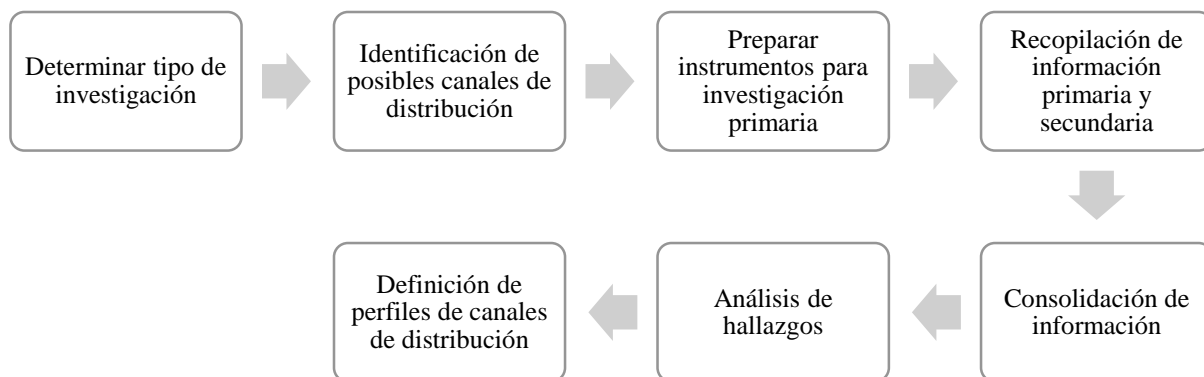 Determinar tipo de
investigación
Identificación de
posibles canales de
distribución
Preparar
instrumentos para
investigación
primaria
Recopilación de
información
primaria y
secundaria
Consolidación de
información
Análisis de
hallazgos
Definición de
perfiles de canales
de distribución